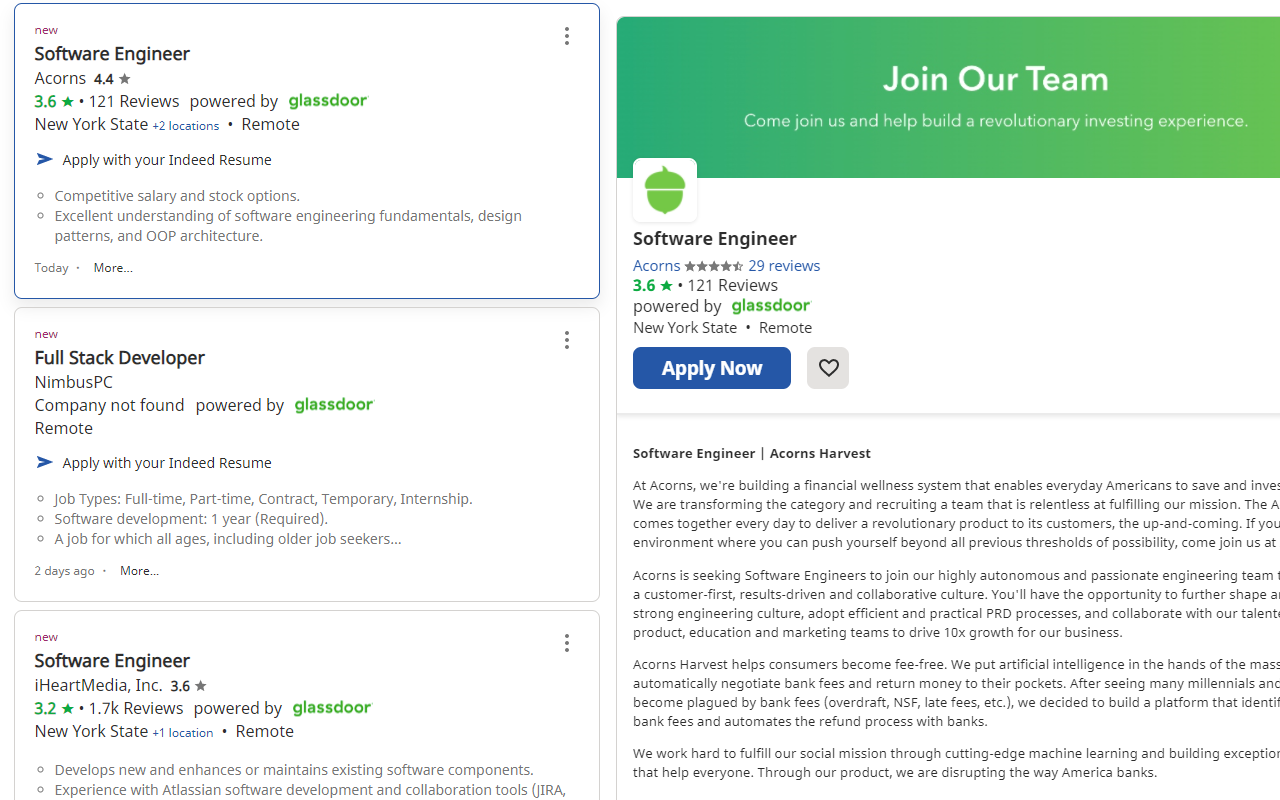 new
Software Engineer
Acorns 4.4 ★
3.6 ★ • 121 Reviews powered by glassdoor
New York State +2 locations • Remote
Apply with your Indeed Resume
Competitive salary and stock options.
Excellent understanding of software engineering fundamentals, design
patterns, and OOP architecture.
Today · More...
new
Full Stack Developer
NimbusPC
Company not found powered by glassdoor
Remote
Apply with your Indeed Resume
Job Types: Full-time, Part-time, Contract, Temporary, Internship.
Software development: 1 year (Required).
A job for which all ages, including older job seekers...
2 days ago · More...
new
Software Engineer
iHeartMedia, Inc. 3.6 ★
3.2 ★ • 1.7k Reviews powered by glassdoor
New York State +1 location • Remote
Develops new and enhances or maintains existing software components.
Experience with Atlassian software development and collaboration tools (JIRA,
Join Our Team
Come join us and help build a revolutionary investing experience.
Software Engineer
Acorns 29 reviews
3.6 ★ • 121 Reviews
powered by glassdoor
New York State • Remote
Apply Now
Software Engineer | Acorns Harvest
At Acorns, we're building a financial wellness system that enables everyday Americans to save and
We are transforming the category and recruiting a team that is relentless at fulfilling our mission. The
comes together every day to deliver a revolutionary product to its customers, the up-and-coming. If you
environment where you can push yourself beyond all previous thresholds of possibility, come join us at
Acorns is seeking Software Engineers to join our highly autonomous and passionate engineering team
a customer-first, results-driven and collaborative culture. You'll have the opportunity to further shape
strong engineering culture, adopt efficient and practical PRD processes, and collaborate with our
product, education and marketing teams to drive 10x growth for our business.
Acorns Harvest helps consumers become fee-free. We put artificial intelligence in the hands of the
automatically negotiate bank fees and return money to their pockets. After seeing many millennials
become plagued by bank fees (overdraft, NSF, late fees, etc.), we decided to build a platform that
bank fees and automates the refund process with banks.
We work hard to fulfill our social mission through cutting-edge machine learning and building
that help everyone. Through our product, we are disrupting the way America banks.